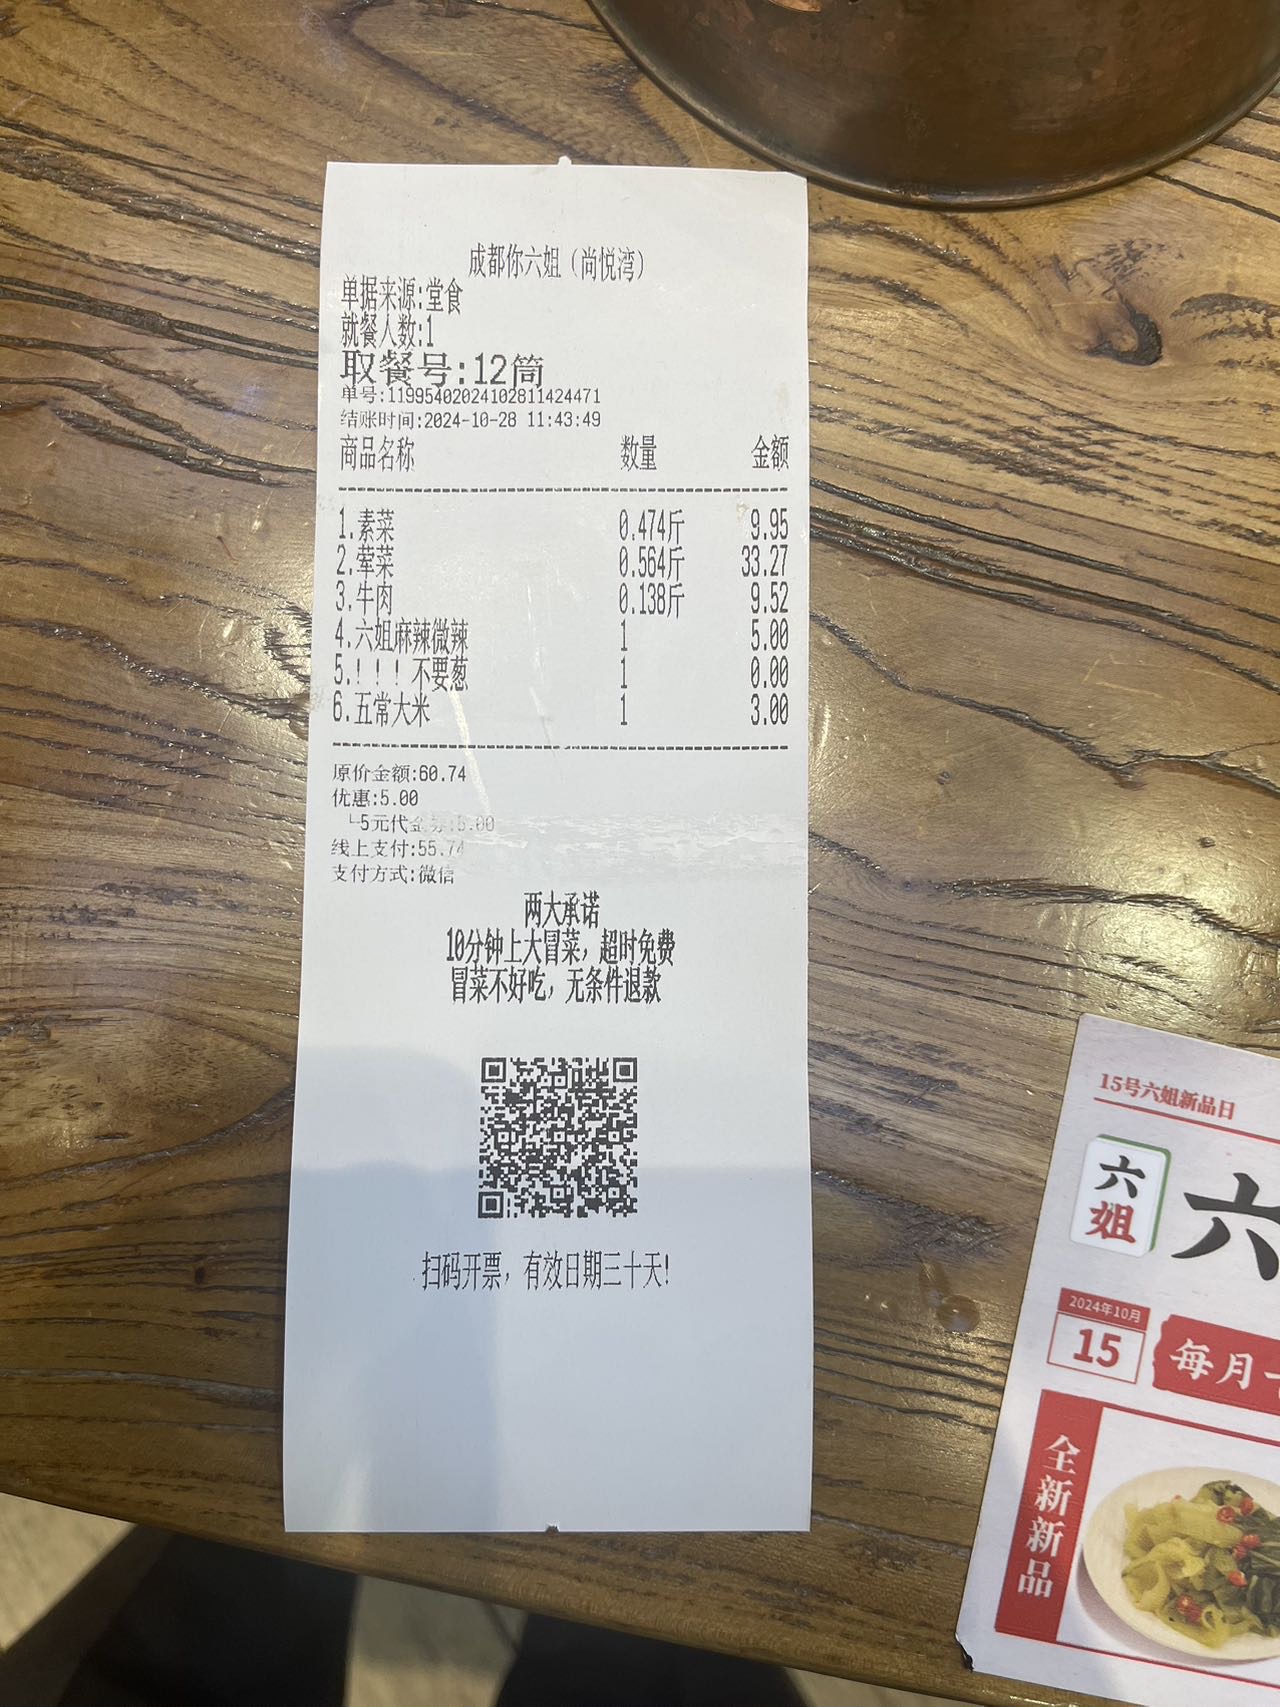 成都你六姐（尚悦湾）
单据来源:堂食
就餐人数:1
取餐号:12筒
单号:11995402024102811424471
结账时间:2024-10-28 11:43:49
商品名称 数量 金额
1.素菜 0.474斤 9.95
2.荤菜 0.564斤 33.27
3.牛肉 0.138斤 9.52
4.六姐麻辣微辣 1 5.00
5.！！！不要葱 1 0.00
6.五常大米 1 3.00
原价金额:60.74
优惠:5.00
└5元代金券:5.00
线上支付:55.74
支付方式:微信
两大承诺
10分钟上大冒菜，超时免费
冒菜不好吃，无条件退款
扫码开票，有效日期三十天!
15号六姐新品日
六姐
六
2024年10月
15
每月
全新新品